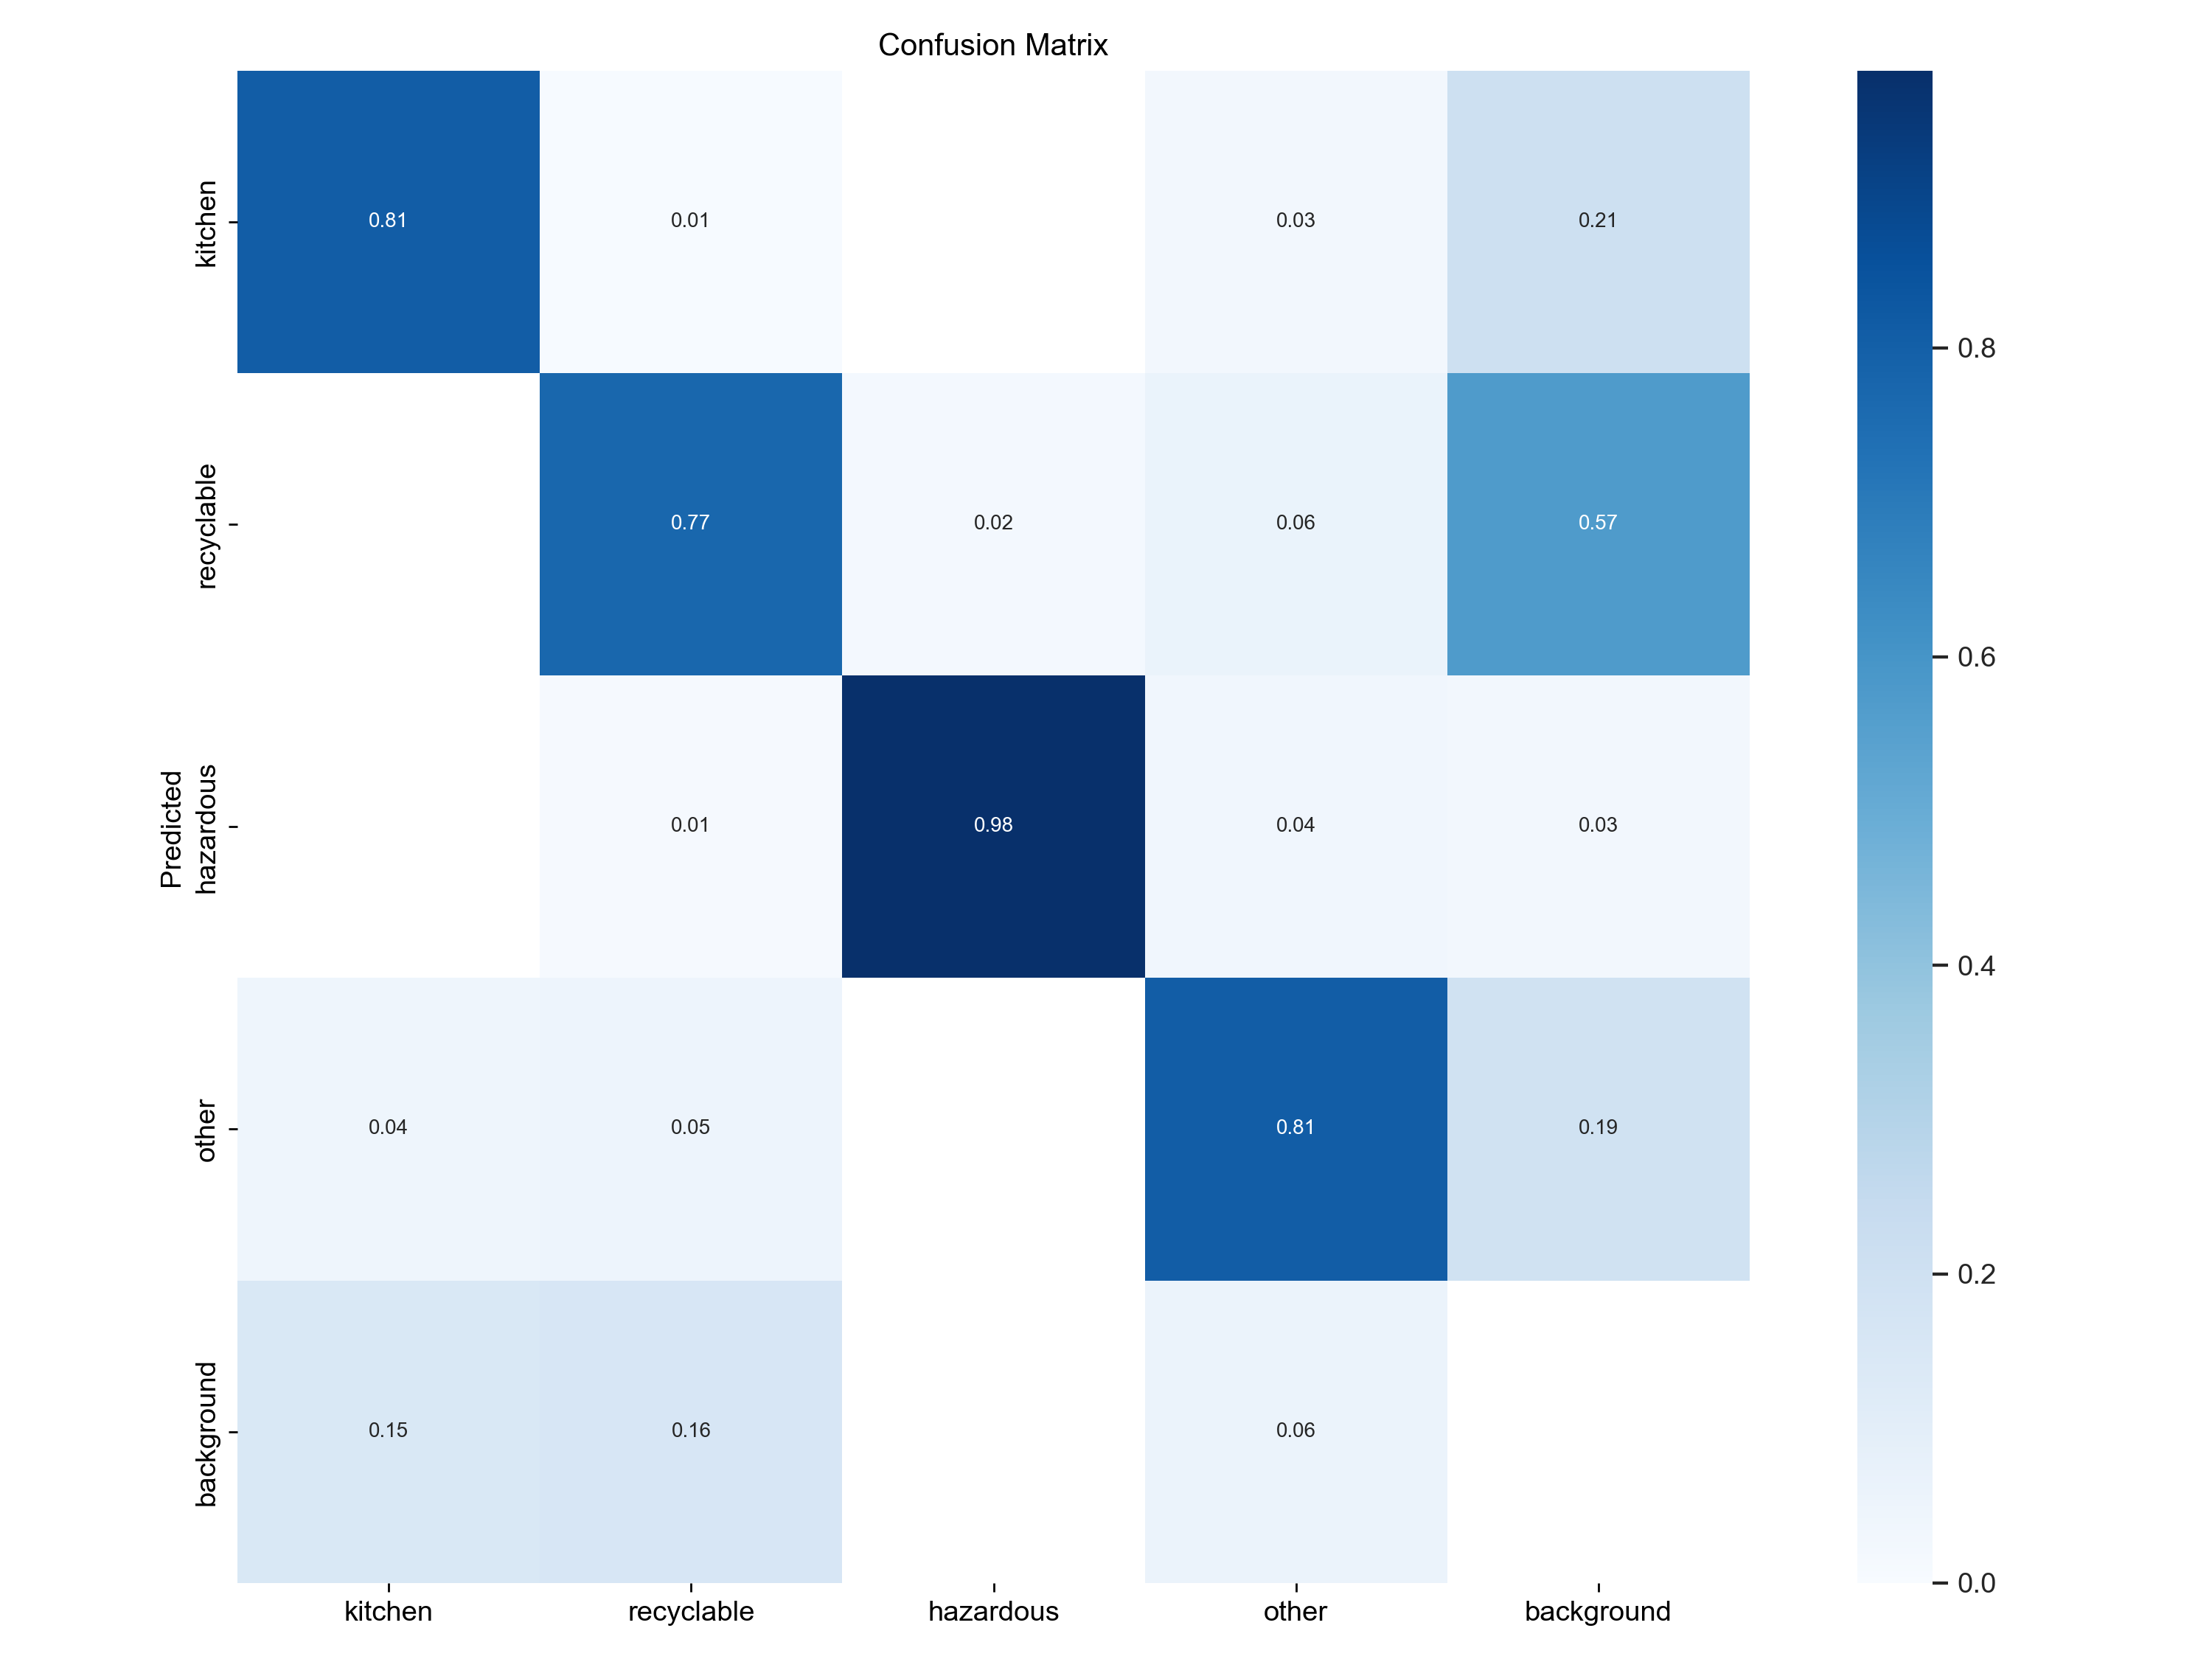 Confusion Matrix
kitchen
0.81
0.01
0.03
0.21
recyclable
0.77
0.02
0.06
0.57
Predicted
hazardous
0.01
0.98
0.04
0.03
other
0.04
0.05
0.81
0.19
background
0.15
0.16
0.06
kitchen
recyclable
hazardous
other
background
0.8
0.6
0.4
0.2
0.0